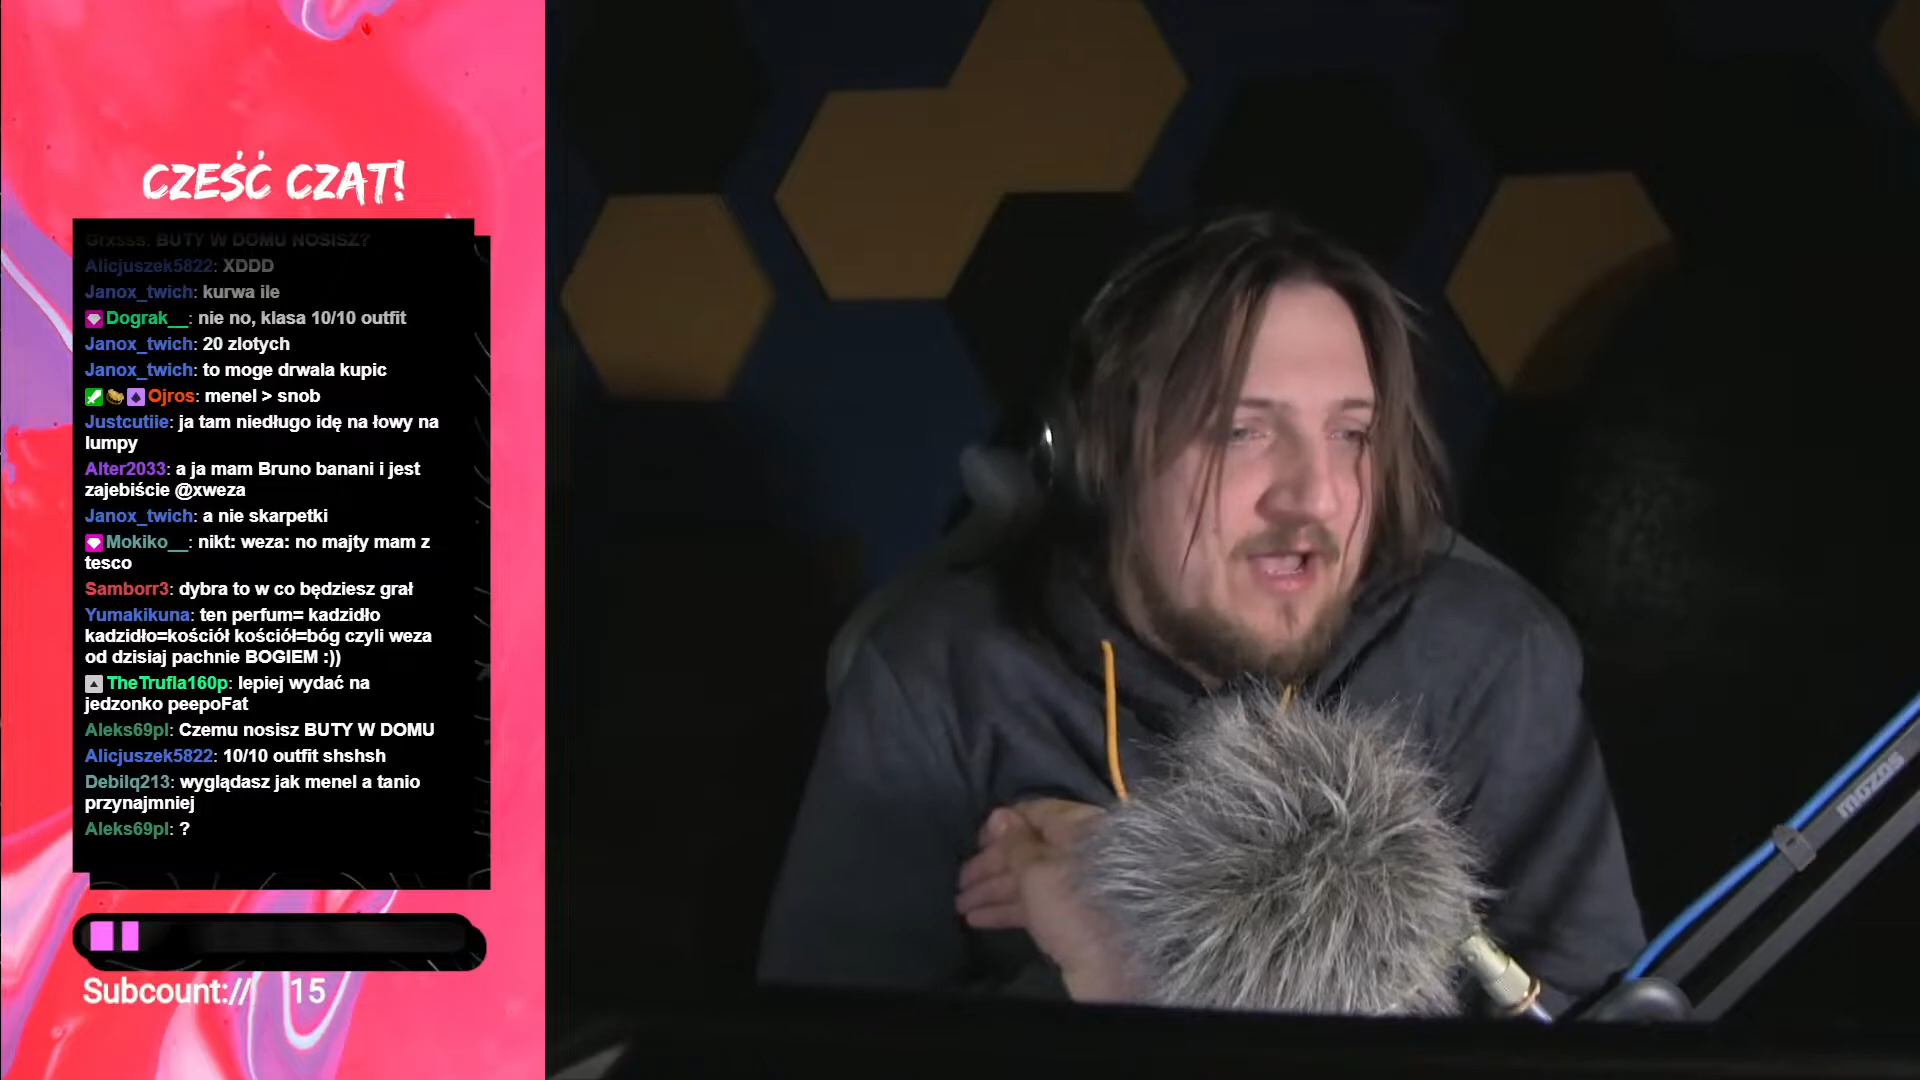 CZEŚĆ CZAT!
Grxsss: BUTY W DOMU NOSISZ?
Alicjuszek5822: XDDD
Janox_twich: kurwa ile
Dograk__: nie no, klasa 10/10 outfit
Janox_twich: 20 zlotych
Janox_twich: to moge drwala kupic
Ojros: menel > snob
Justcutiie: ja tam niedługo idę na łowy na
lumpy
Alter2033: a ja mam Bruno banani i jest
zajebiście @xweza
Janox_twich: a nie skarpetki
Mokiko__: nikt: weza: no majty mam z
tesco
Samborr3: dybra to w co będziesz grał
Yumakikuna: ten perfum= kadzidło
kadzidło=kościół kościół=bóg czyli weza
od dzisiaj pachnie BOGIEM :))
TheTrufla160p: lepiej wydać na
jedzonko peepoFat
Aleks69pl: Czemu nosisz BUTY W DOMU
Alicjuszek5822: 10/10 outfit shshsh
Debilq213: wyglądasz jak menel a tanio
przynajmniej
Aleks69pl: ?
Subcount:// 15
mozos